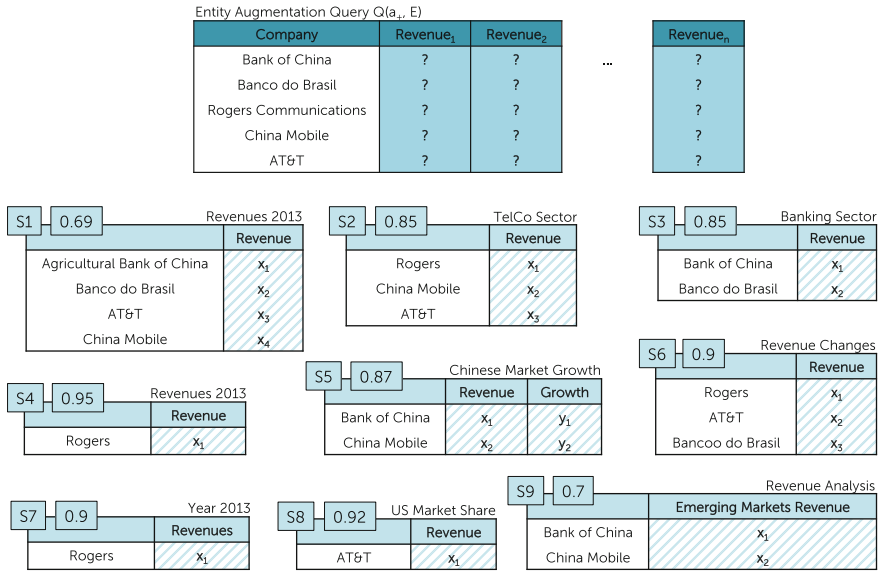 Entity Augmentation Query Q(a+, E)
Company Revenue1 Revenue2 ... Revenuen
Bank of China ? ? ?
Banco do Brasil ? ? ?
Rogers Communications ? ? ?
China Mobile ? ? ?
AT&T ? ? ?
S1 0.69 Revenues 2013
Revenue
Agricultural Bank of China x1
Banco do Brasil x2
AT&T x3
China Mobile x4
S2 0.85 TelCo Sector
Revenue
Rogers x1
China Mobile x2
AT&T x3
S3 0.85 Banking Sector
Revenue
Bank of China x1
Banco do Brasil x2
S4 0.95 Revenues 2013
Revenue
Rogers x1
S5 0.87 Chinese Market Growth
Revenue Growth
Bank of China x1 y1
China Mobile x2 y2
S6 0.9 Revenue Changes
Revenue
Rogers x1
AT&T x2
Bancoo do Brasil x3
S7 0.9 Year 2013
Revenues
Rogers x1
S8 0.92 US Market Share
Revenue
AT&T x1
S9 0.7 Revenue Analysis
Emerging Markets Revenue
Bank of China x1
China Mobile x2